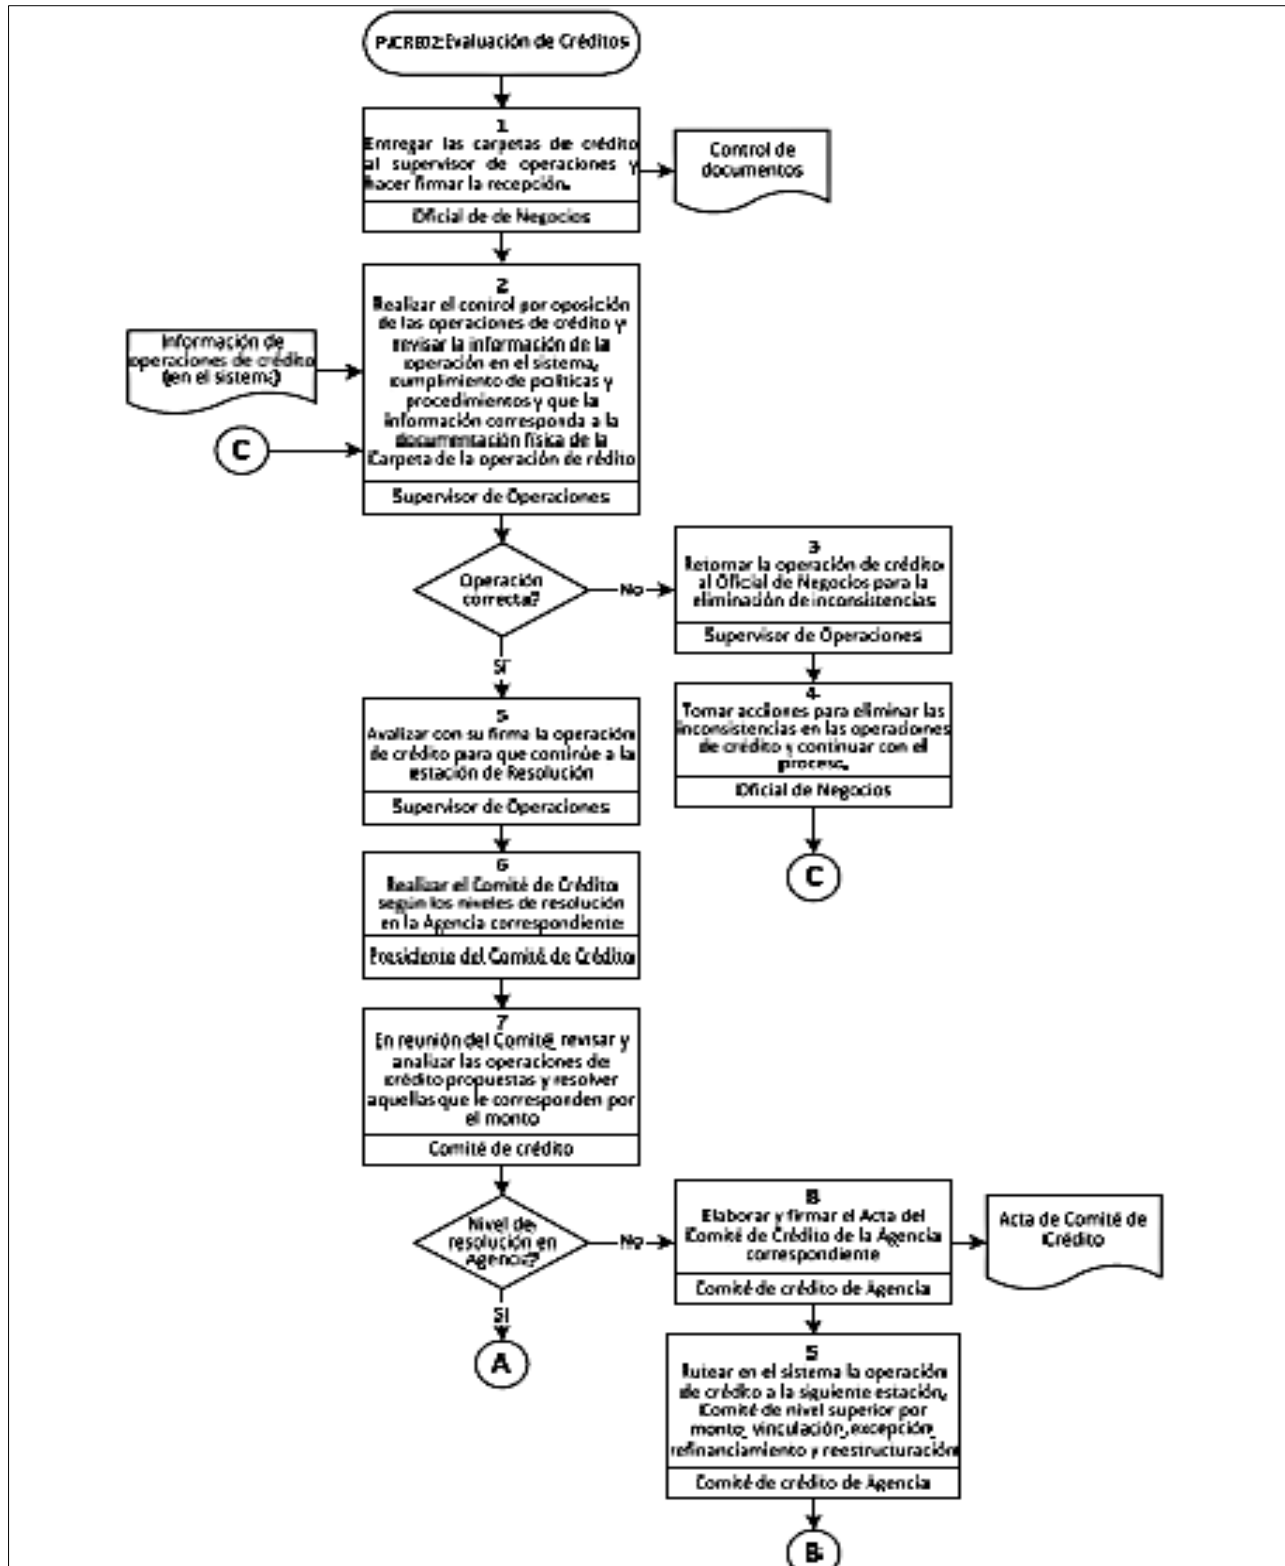 P.CRE02:Evaluación de Créditos
1
Entregar las carpetas de crédito
al supervisor de operaciones y
hacer firmar la recepción.
Oficial de de Negocios
Control de
documentos
2
Realizar el control por oposición
de las operaciones de crédito y
revisar la información de la
operación en el sistema,
cumplimiento de políticas y
procedimientos y que la
información corresponda a la
documentación física de la
Carpeta de la operación de rédito
Supervisor de Operaciones
Información de
operaciones de crédito
(en el sistema)
C
Operación
correcta?
No
3
Retornar la operación de crédito
al Oficial de Negocios para la
eliminación de inconsistencias
Supervisor de Operaciones
Sí
4
Tomar acciones para eliminar las
inconsistencias en las operaciones
de crédito y continuar con el
proceso.
Oficial de Negocios
C
5
Avalizar con su firma la operación
de crédito para que continúe a la
estación de Resolución
Supervisor de Operaciones
6
Realizar el Comité de Crédito
según los niveles de resolución
en la Agencia correspondiente
Presidente del Comité de Crédito
7
En reunión del Comité, revisar y
analizar las operaciones de
crédito propuestas y resolver
aquellas que le corresponden por
el monto
Comité de crédito
Nivel de
resolución en
Agencia?
No
Sí
A
8
Elaborar y firmar el Acta del
Comité de Crédito de la Agencia
correspondiente
Comité de crédito de Agencia
Acta de Comité de
Crédito
5
Rutear en el sistema la operación
de crédito a la siguiente estación,
Comité de nivel superior por
monto, vinculación, excepción,
refinanciamiento y reestructuración
Comité de crédito de Agencia
B